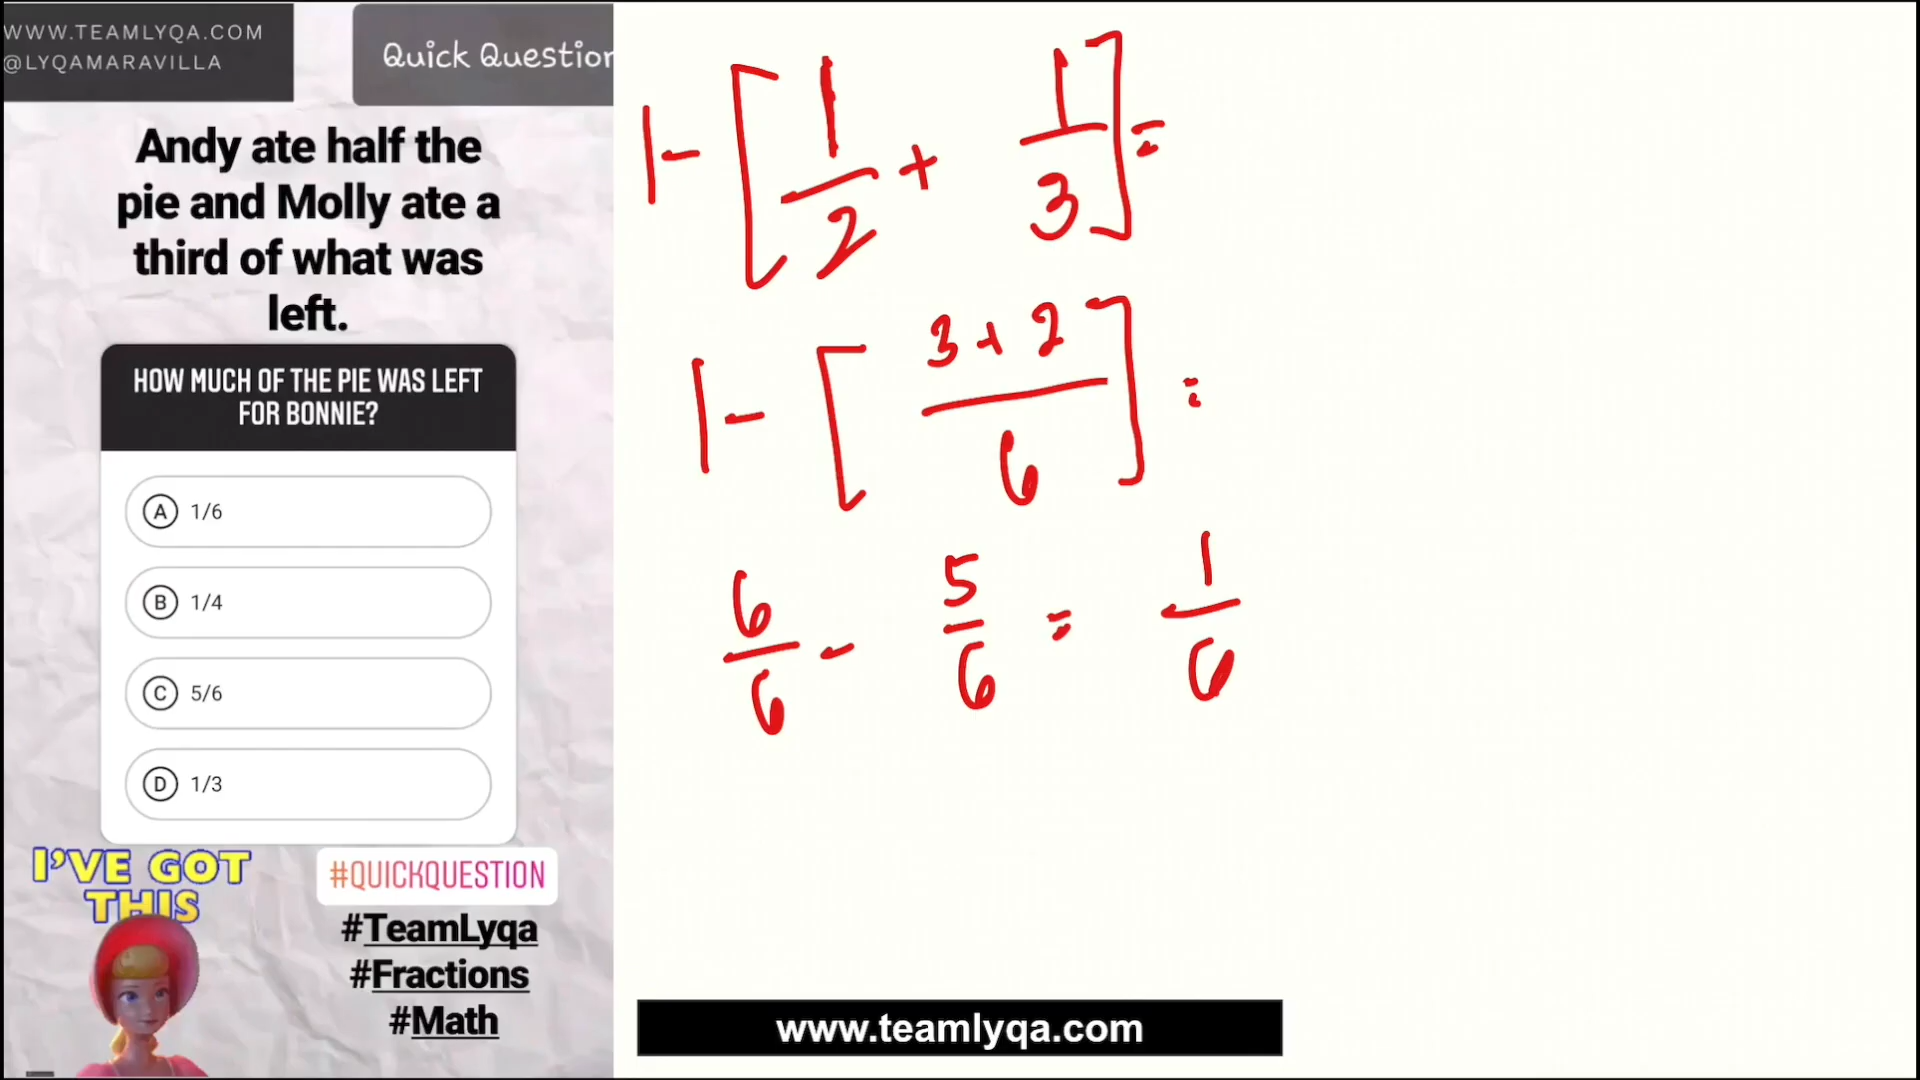 WWW.TEAMLYQA.COM
@LYQAMARAVILLA
Quick Question
Andy ate half the
pie and Molly ate a
third of what was
left.
HOW MUCH OF THE PIE WAS LEFT
FOR BONNIE?
A 1/6
B 1/4
C 5/6
D 1/3
I'VE GOT
THIS
#QUICKQUESTION
#TeamLyqa
#Fractions
#Math
1 - [1/2 + 1/3] =
1 - [3+2/6] =
6/6 - 5/6 = 1/6
www.teamlyqa.com